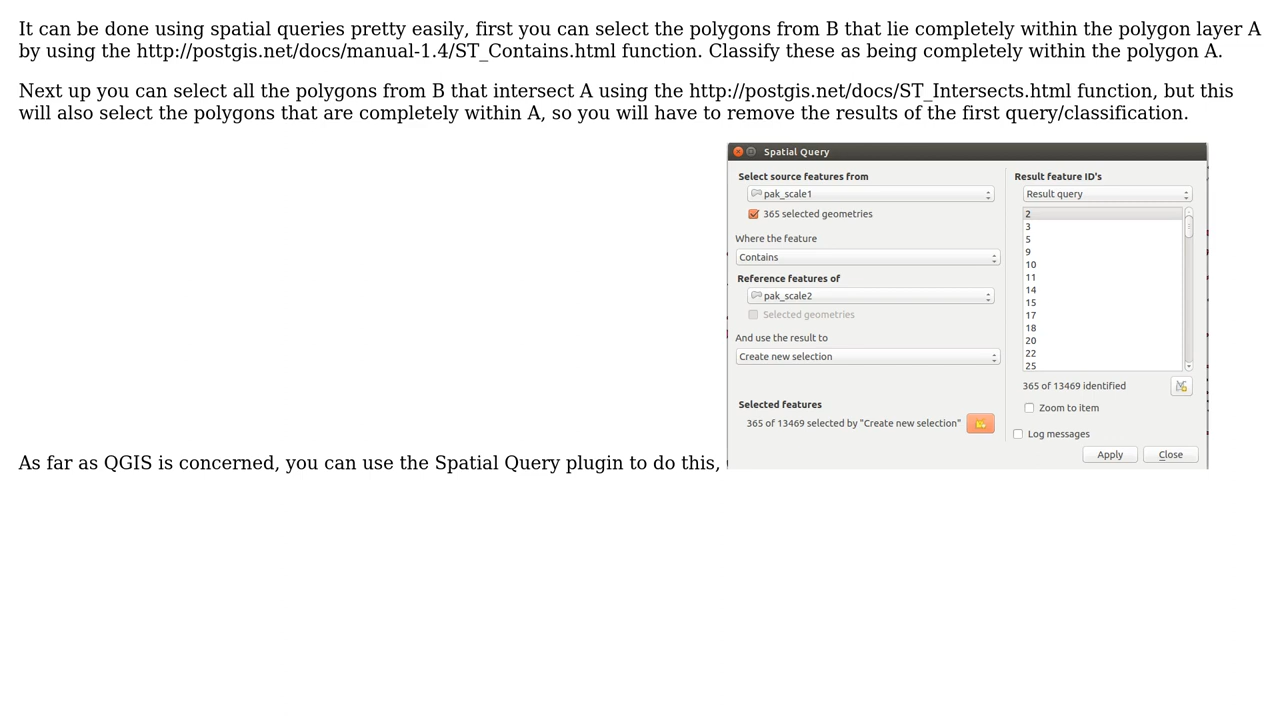 It can be done using spatial queries pretty easily, first you can select the polygons from B that lie completely within the polygon layer A
by using the http://postgis.net/docs/manual-1.4/ST_Contains.html function. Classify these as being completely within the polygon A.
Next up you can select all the polygons from B that intersect A using the http://postgis.net/docs/ST_Intersects.html function, but this
will also select the polygons that are completely within A, so you will have to remove the results of the first query/classification.
As far as QGIS is concerned, you can use the Spatial Query plugin to do this,
Spatial Query
Select source features from
pak_scale1
365 selected geometries
Where the feature
Contains
Reference features of
pak_scale2
Selected geometries
And use the result to
Create new selection
Selected features
365 of 13469 selected by "Create new selection"
Result feature ID's
Result query
2
3
5
9
10
11
14
15
17
18
20
22
25
365 of 13469 identified
Zoom to item
Log messages
Apply
Close